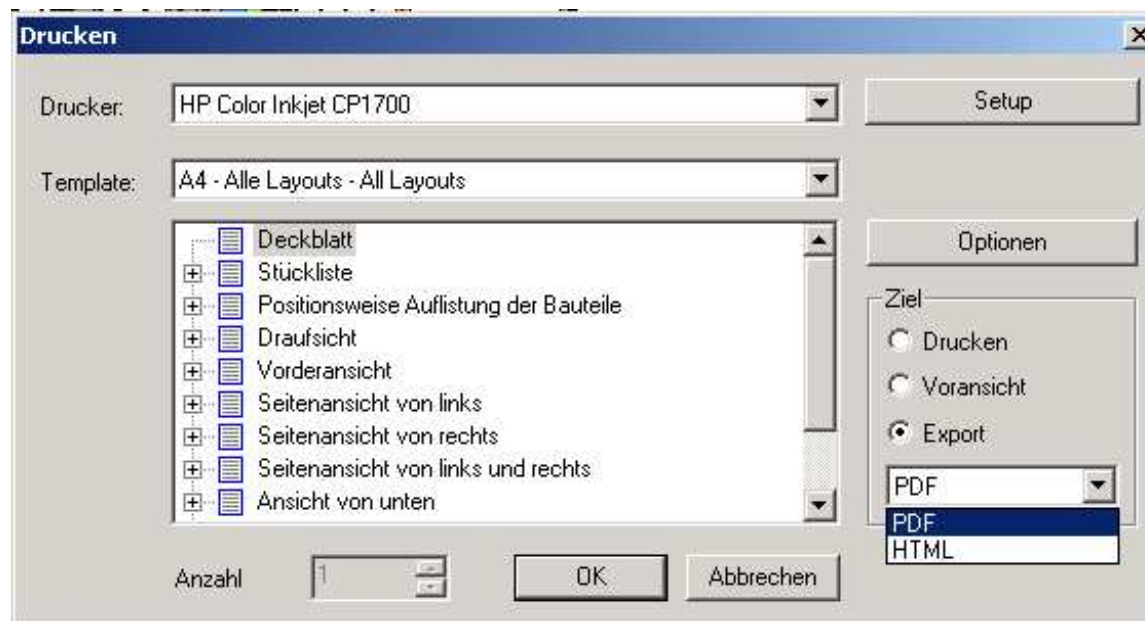 Drucken
Drucker: HP Color Inkjet CP1700 Setup
Template: A4 - Alle Layouts - All Layouts
Deckblatt Optionen
Stückliste
Positionsweise Auflistung der Bauteile Ziel
Draufsicht Drucken
Vorderansicht Voransicht
Seitenansicht von links
Seitenansicht von rechts Export
Seitenansicht von links und rechts
Ansicht von unten PDF
PDF
HTML
Anzahl 1 OK Abbrechen